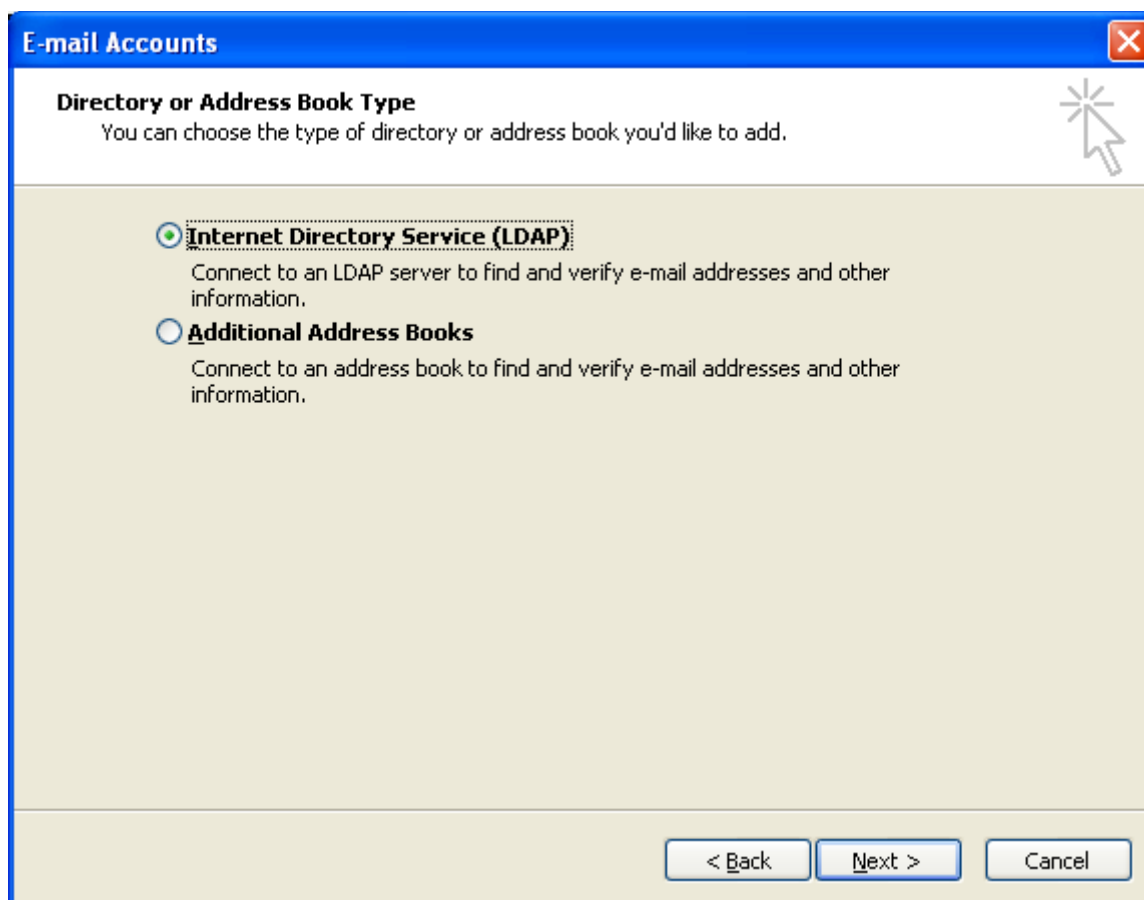 E-mail Accounts
Directory or Address Book Type
You can choose the type of directory or address book you'd like to add.
Internet Directory Service (LDAP)
Connect to an LDAP server to find and verify e-mail addresses and other
information.
Additional Address Books
Connect to an address book to find and verify e-mail addresses and other
information.
< Back
Next >
Cancel